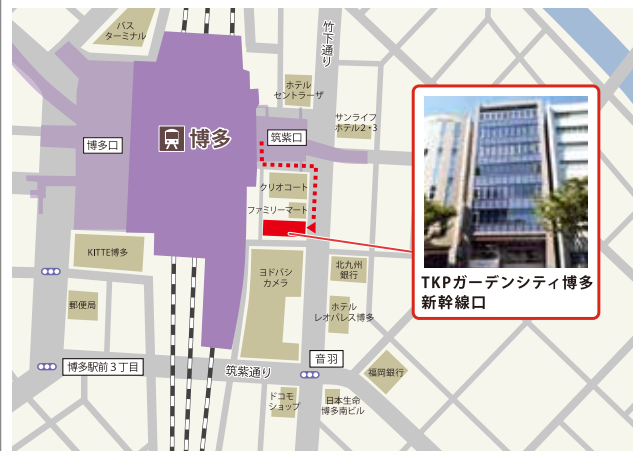 バス
ターミナル
竹下通り
ホテル
セントラーザ
サンライフ
ホテル2・3
筑紫口
博多口
博多
クリオコート
ファミリーマート
KITTE博多
ヨドバシ
カメラ
北九州
銀行
TKPガーデンシティ博多
新幹線口
郵便局
ホテル
レオパレス博多
音羽
博多駅前3丁目
筑紫通り
福岡銀行
ドコモ
ショップ
日本生命
博多南ビル